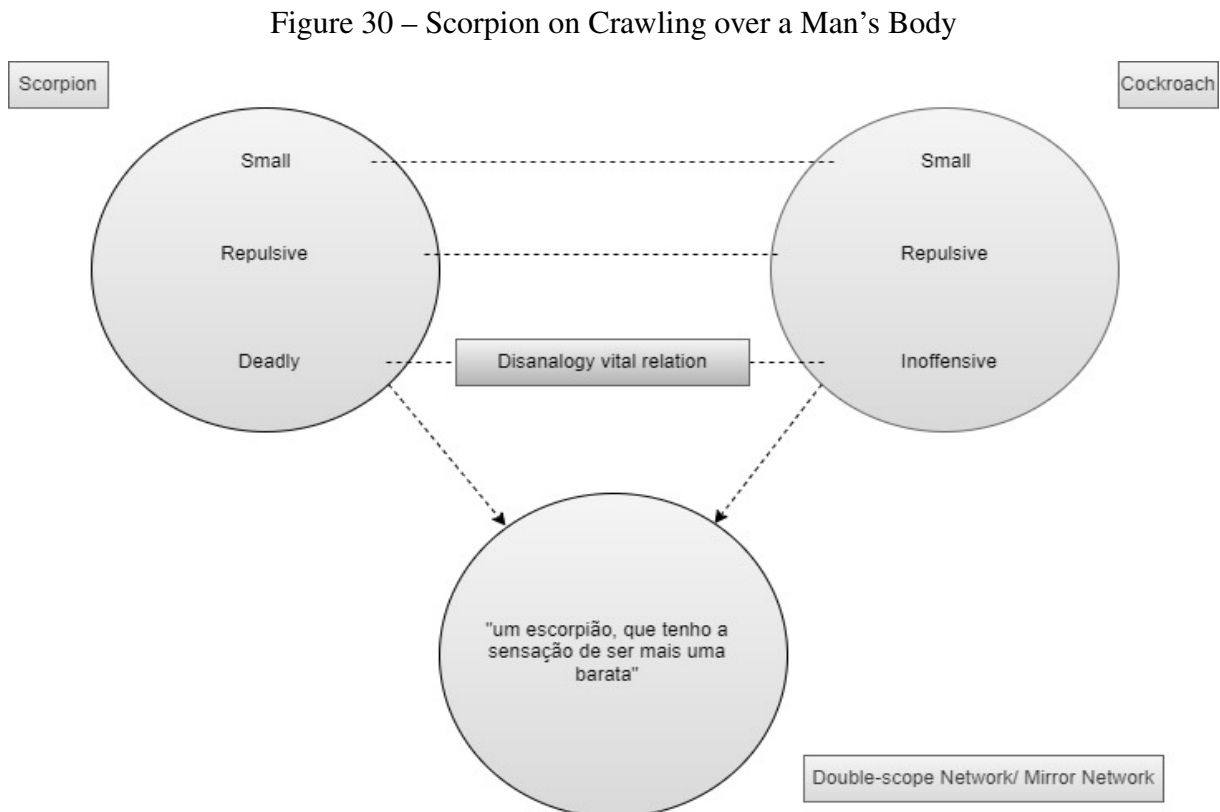 Figure 30 – Scorpion on Crawling over a Man's Body
Scorpion
Cockroach
Small
Small
Repulsive
Repulsive
Deadly
Disanalogy vital relation
Inoffensive
"um escorpião, que tenho a
sensação de ser mais uma
barata"
Double-scope Network/ Mirror Network